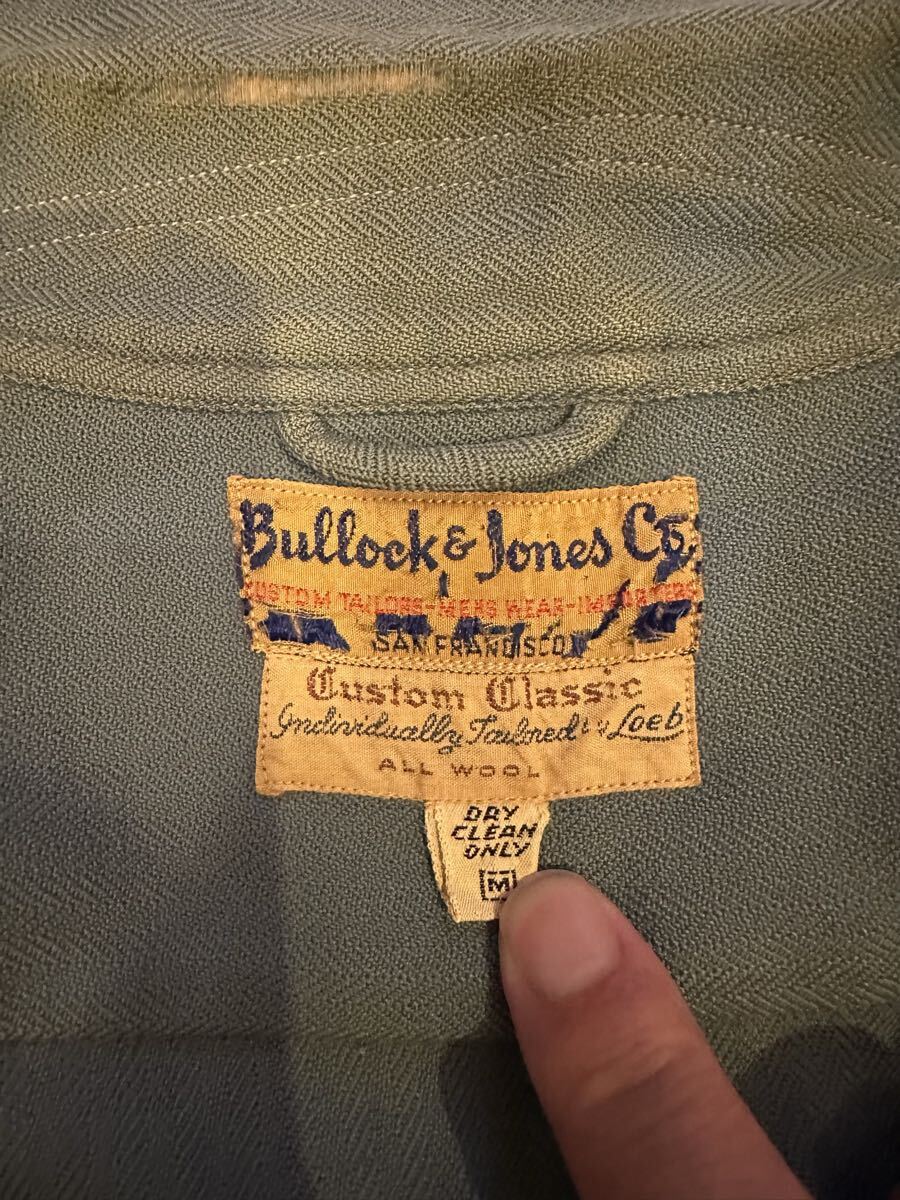 Bullock & Jones Co.
CUSTOM TAILORS-MENS WEAR-IMPORTERS
SAN FRANCISCO
Custom Classic
Individually Tailored by Loeb
ALL WOOL
DRY
CLEAN
ONLY
M